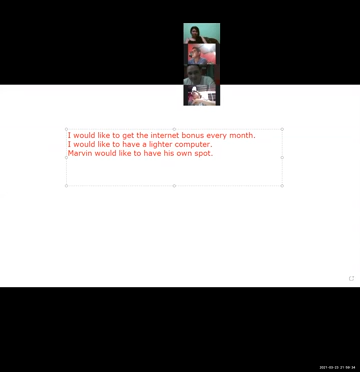 I would like to get the internet bonus every month.
I would like to have a lighter computer.
Marvin would like to have his own spot.